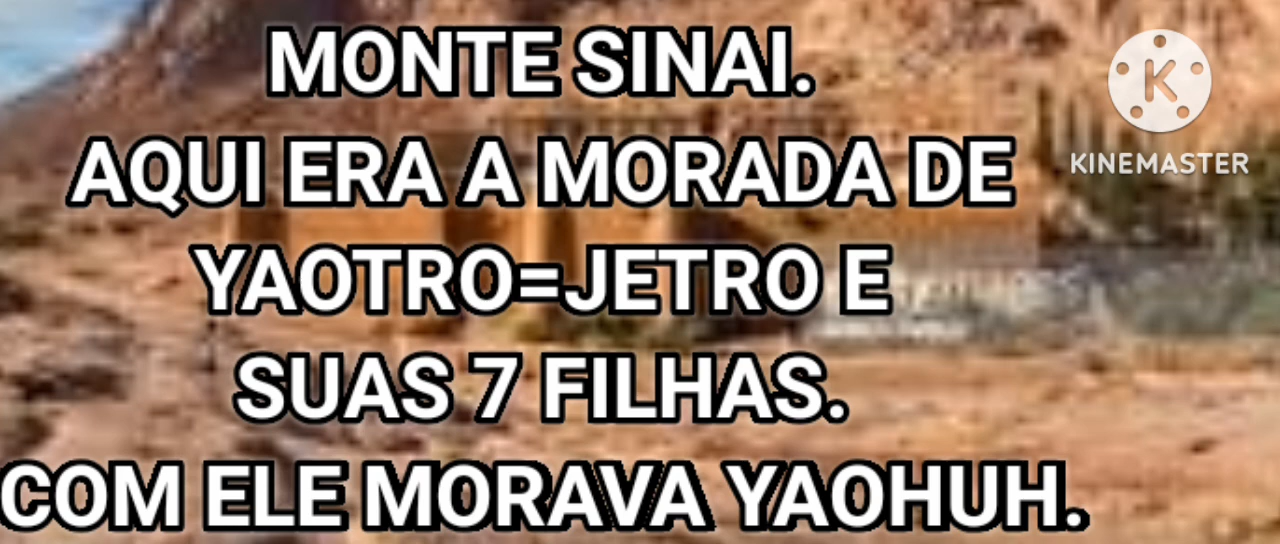 MONTE SINAI.
AQUI ERA A MORADA DE
YAOTRO=JETRO E
SUAS 7 FILHAS.
COM ELE MORAVA YAOHUH.
K
KINEMASTER